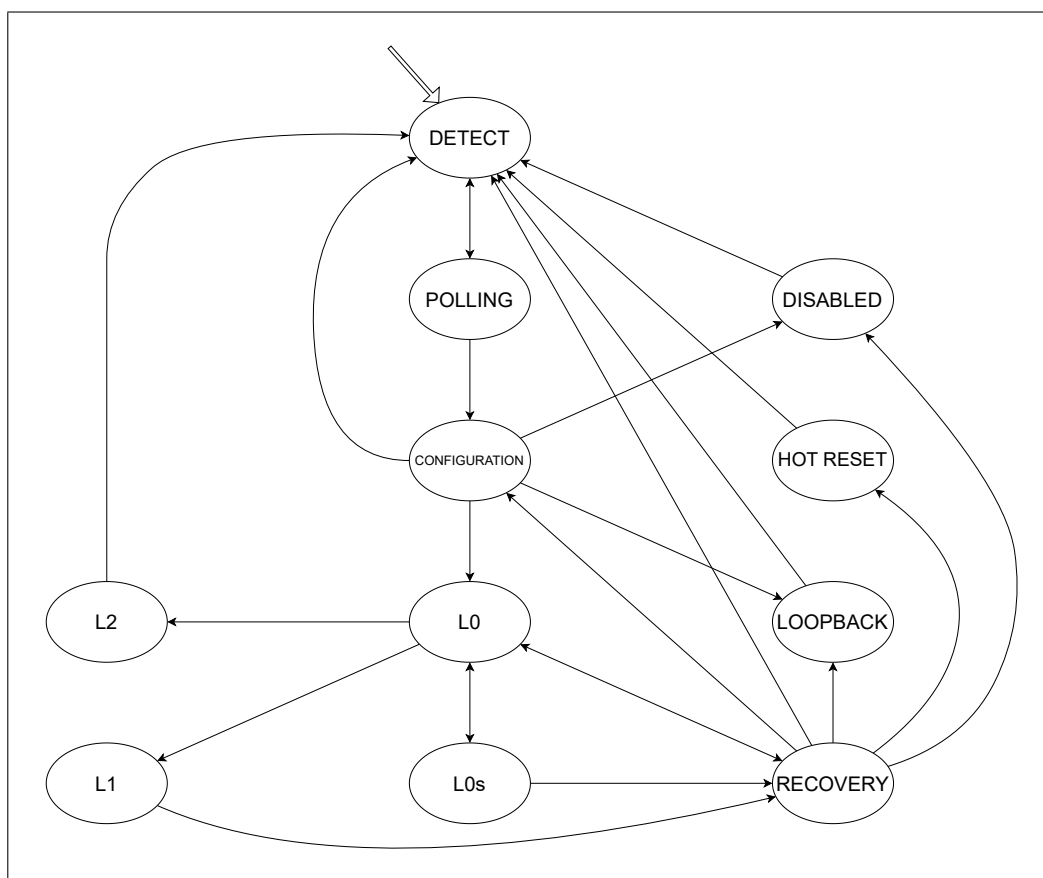 DETECT
POLLING
DISABLED
CONFIGURATION
HOT RESET
L2
L0
LOOPBACK
L1
L0s
RECOVERY